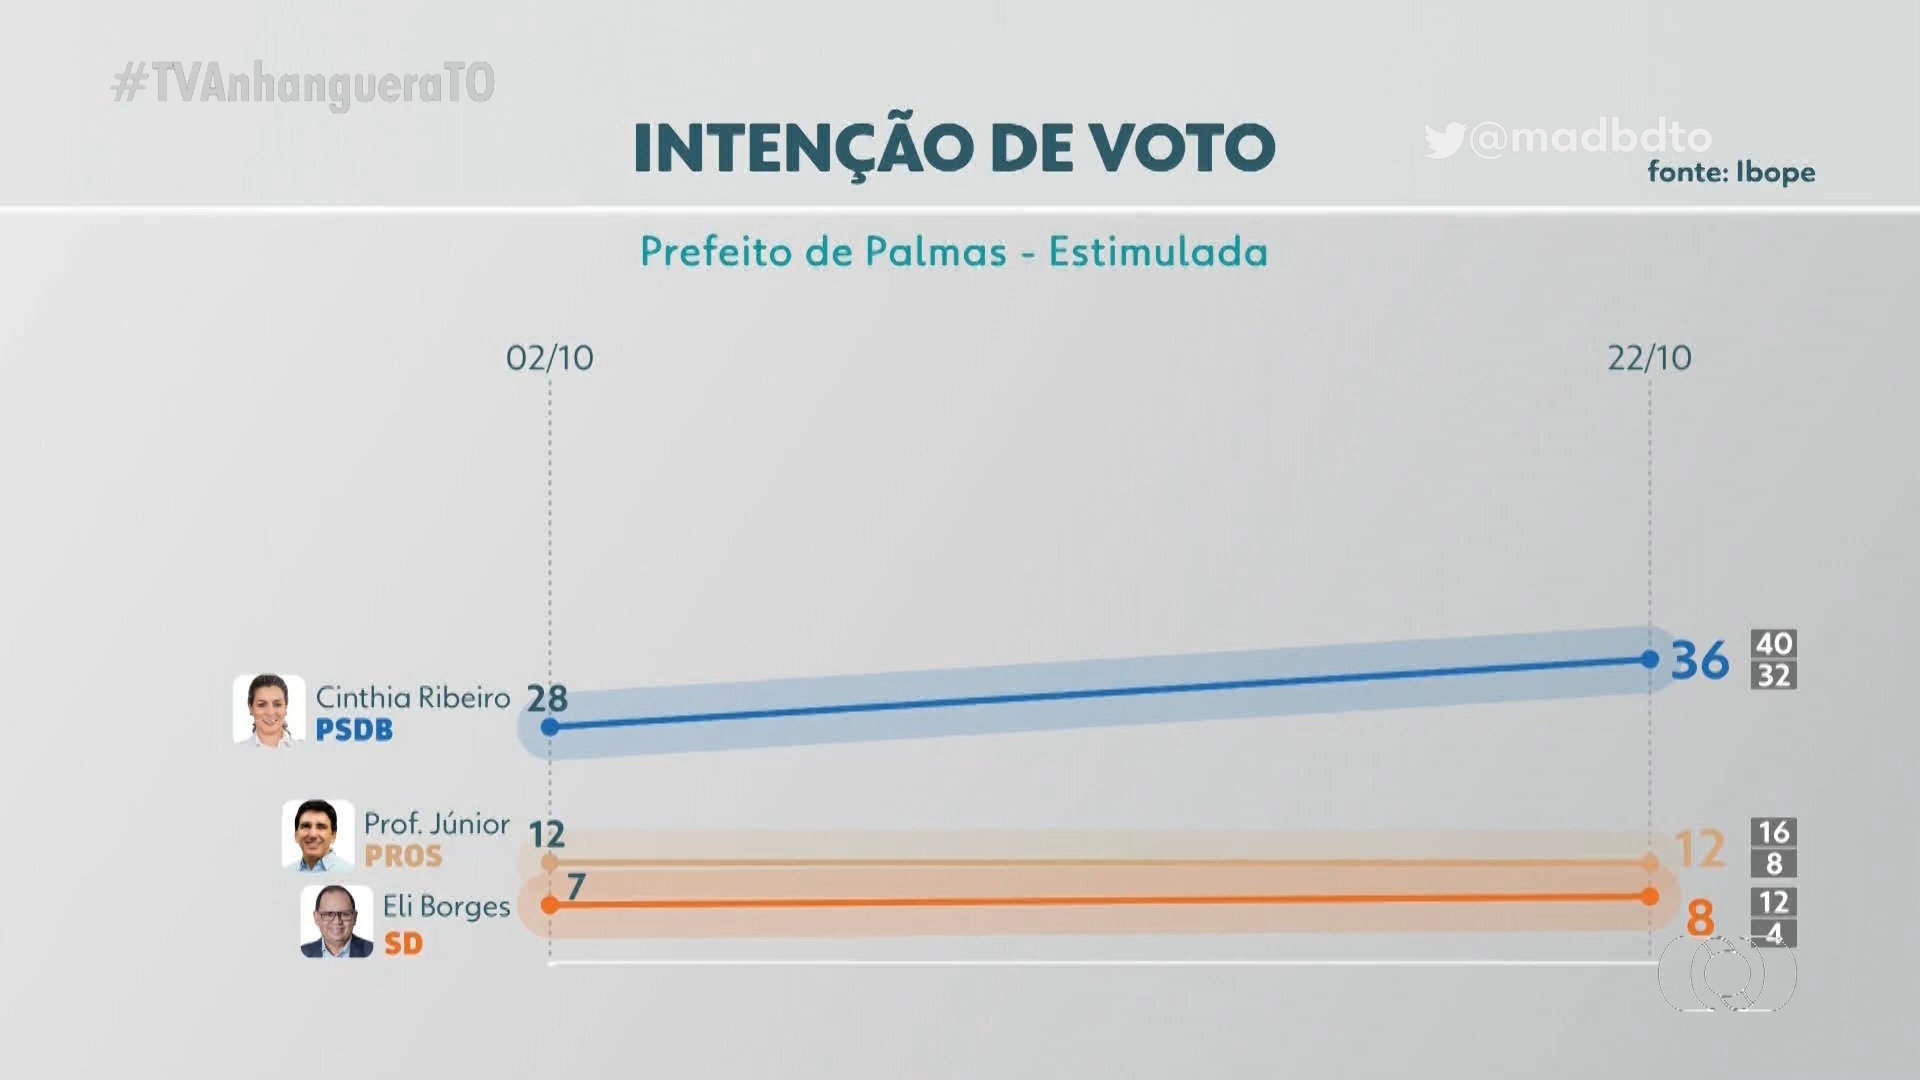 #TVAnhangueraTO
INTENÇÃO DE VOTO
@madbdto
fonte: Ibope
Prefeito de Palmas - Estimulada
02/10
22/10
Cinthia Ribeiro
PSDB
28
36
40
32
Prof. Júnior
PROS
12
12
16
8
Eli Borges
SD
7
8
12
4